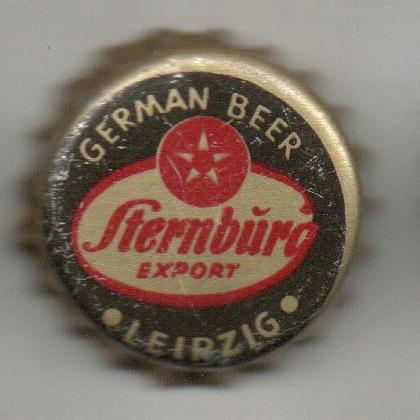 GERMAN BEER
Sternburg
EXPORT
• LEIPZIG •